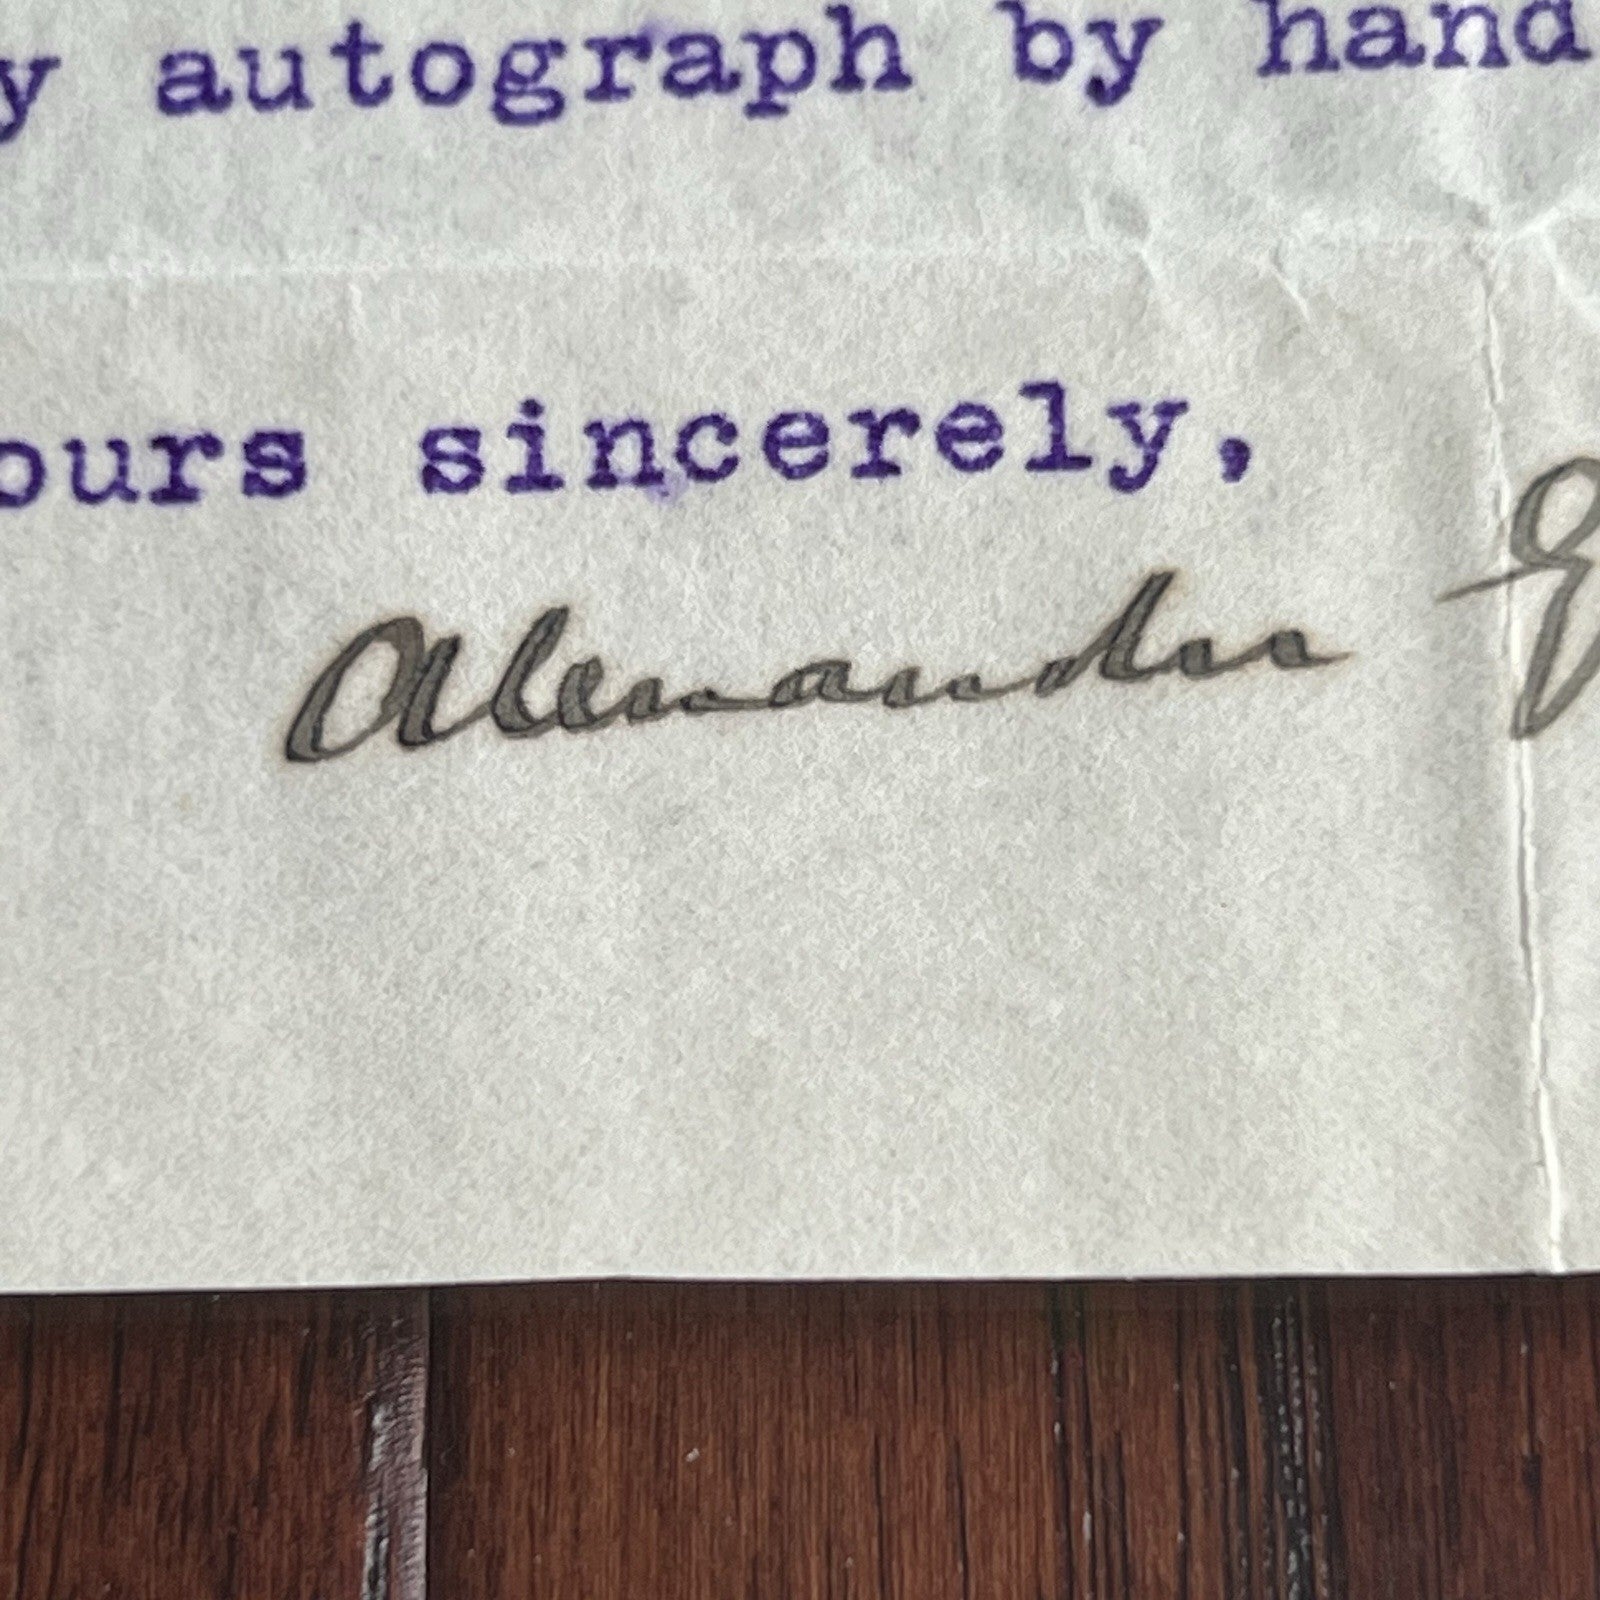 y autograph by hand
ours sincerely,
Alexander